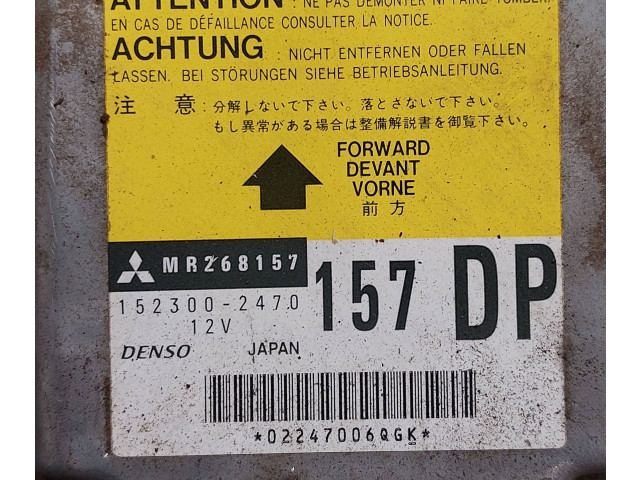 ATTENTION : NE PAS DÉMONTER NI FAIRE TOMBER.
EN CAS DE DÉFAILLANCE CONSULTER LA NOTICE.
ACHTUNG : NICHT ENTFERNEN ODER FALLEN
LASSEN. BEI STÖRUNGEN SIEHE BETRIEBSANLEITUNG.
注 意 : 分解しないで下さい。落とさないで下さい。
もし異常がある場合は整備解説書を御覧下さい。
FORWARD
DEVANT
VORNE
前 方
MR268157
152300-2470
12V
157 DP
DENSO JAPAN
*02247006QGK*